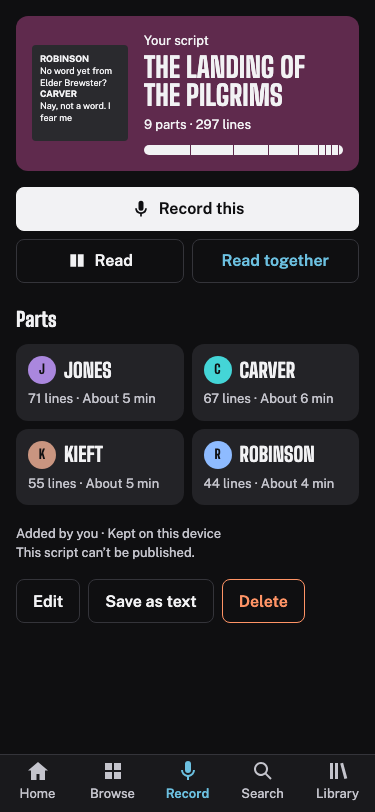 ROBINSON
No word yet from
Elder Brewster?
CARVER
Nay, not a word. I
fear me
Your script
THE LANDING OF
THE PILGRIMS
9 parts · 297 lines
Record this
Read
Read together
Parts
J
JONES
71 lines · About 5 min
C
CARVER
67 lines · About 6 min
K
KIEFT
55 lines · About 5 min
R
ROBINSON
44 lines · About 4 min
Added by you · Kept on this device
This script can’t be published.
Edit
Save as text
Delete
Home
Browse
Record
Search
Library